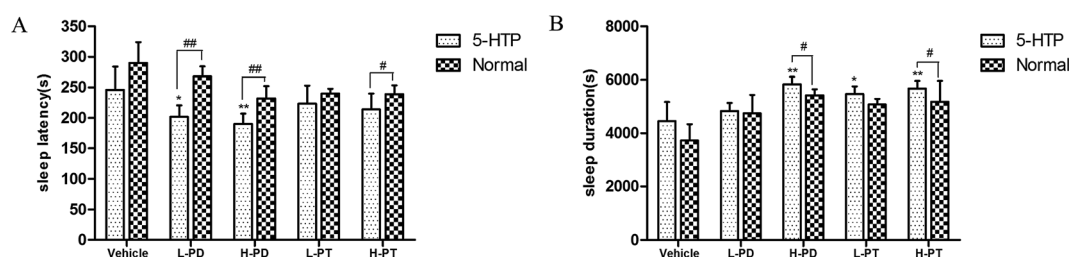 A
sleep latency(s)
350
300
250
200
150
100
50
0
*
##
**
##
#
Vehicle
L-PD
H-PD
L-PT
H-PT
5-HTP
Normal
B
sleep duration(s)
8000
6000
4000
2000
0
**
#
*
**
#
Vehicle
L-PD
H-PD
L-PT
H-PT
5-HTP
Normal